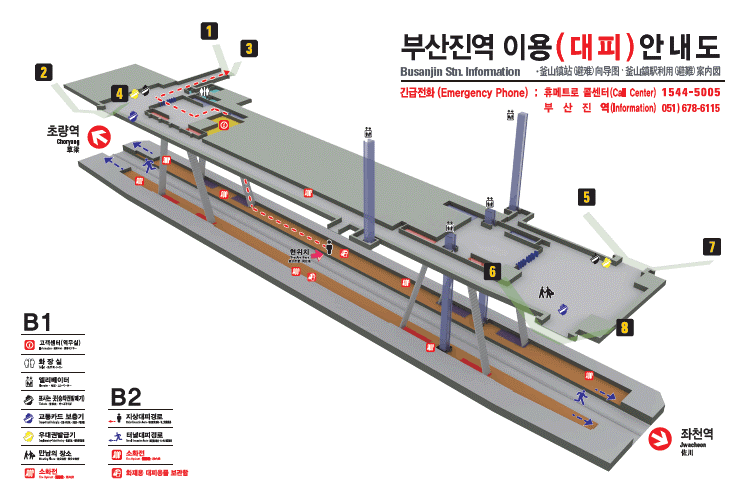 부산진역 이용(대피)안내도
Busanjin Stn. Information ·釜山鎭站(避難)向导图·釜山鎭駅利用(避難)案内図
긴급전화(Emergency Phone) : 휴메트로 콜센터(Call Center) 1544-5005
부 산 진 역(Information) 051)678-6115
1
3
2
4
초량역
Choryang
草梁
5
7
현위치
6
8
좌천역
Jwacheon
佐川
B1
고객센터(역무실)
화 장 실
엘리베이터
교통카드 보충기
우대권발급기
만남의 장소
소화전
B2
지상대피경로
터널대피경로
소화전
화재용 대피용품 보관함